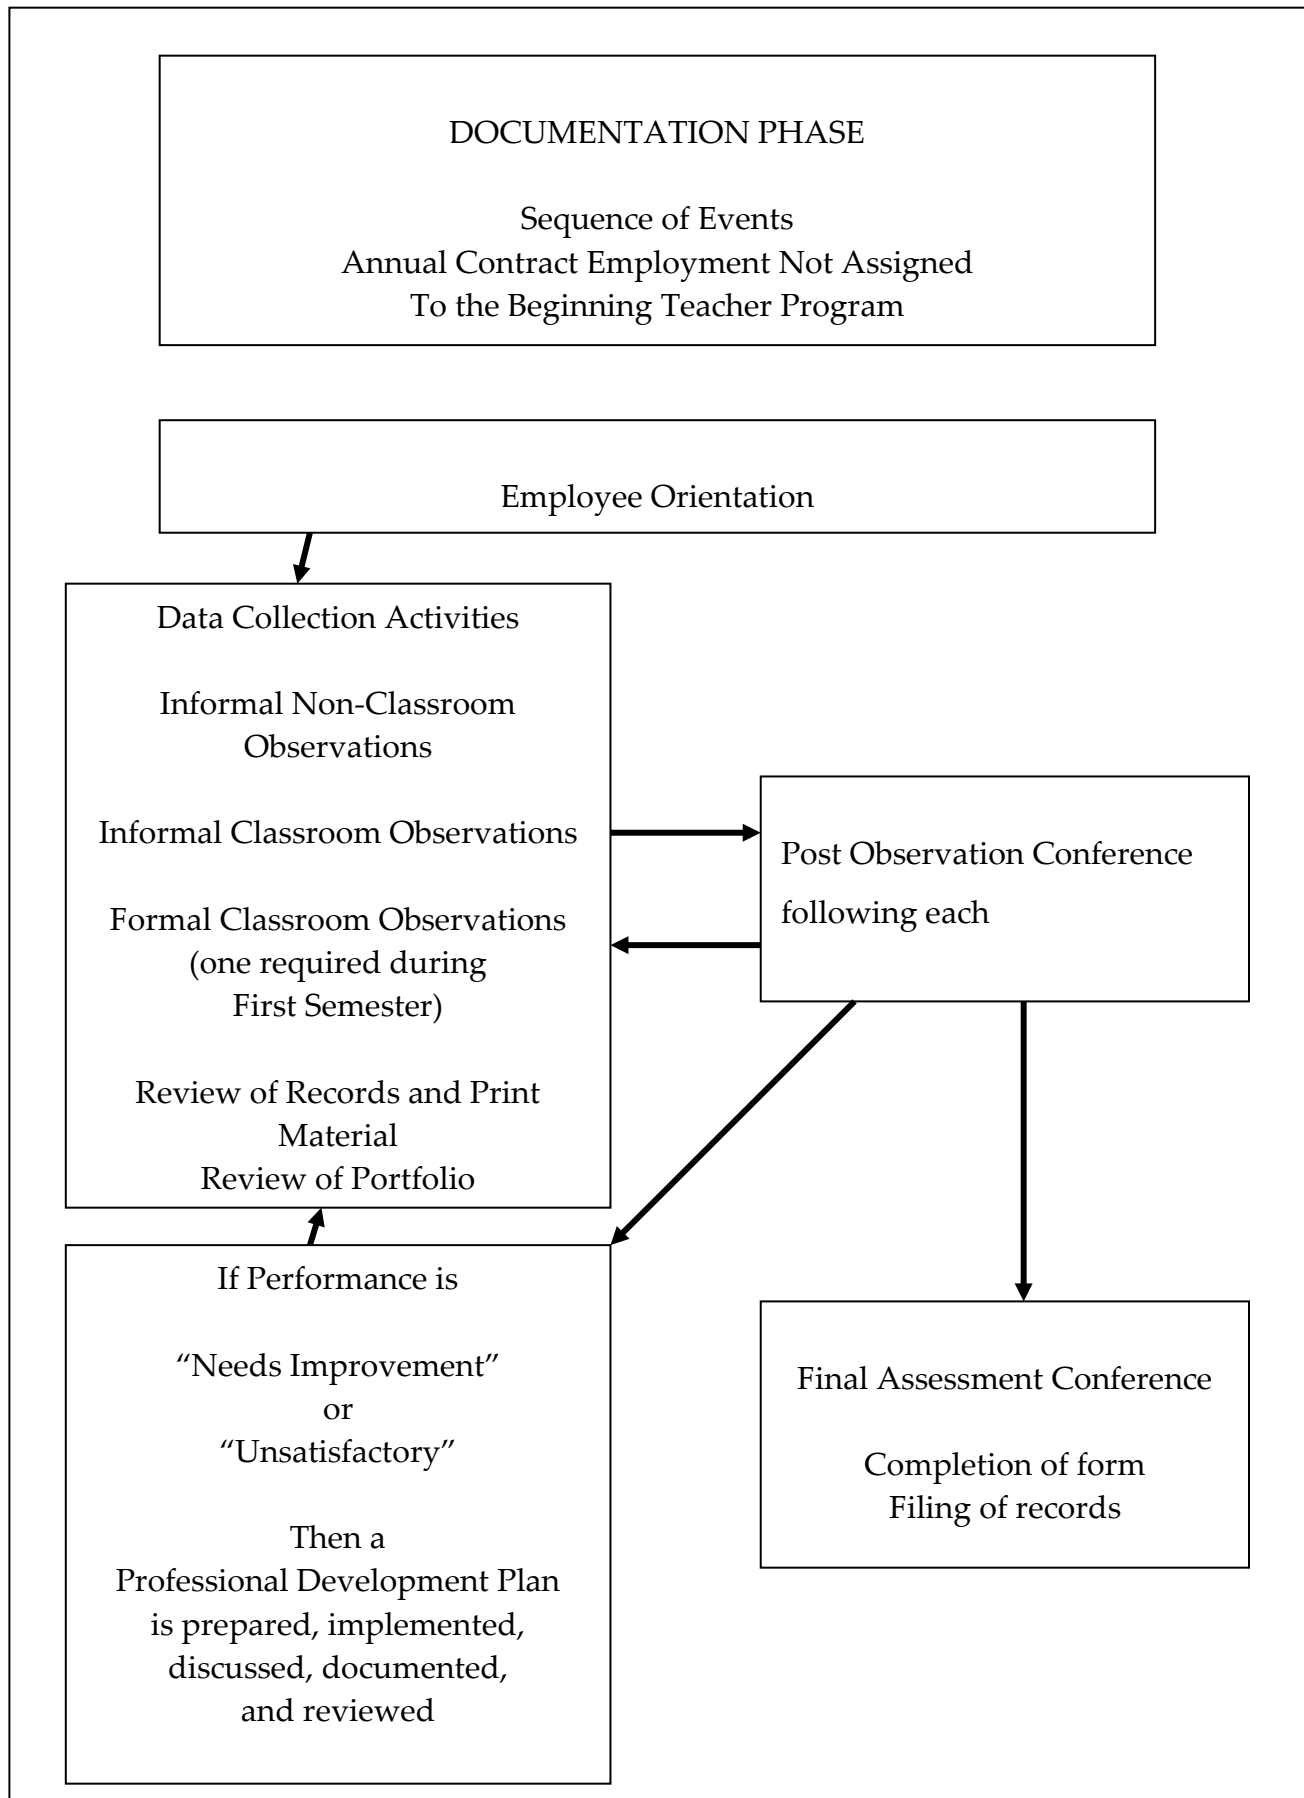 DOCUMENTATION PHASE
Sequence of Events
Annual Contract Employment Not Assigned
To the Beginning Teacher Program
Employee Orientation
Data Collection Activities
Informal Non-Classroom
Observations
Informal Classroom Observations
Formal Classroom Observations
(one required during
First Semester)
Review of Records and Print
Material
Review of Portfolio
Post Observation Conference
following each
If Performance is
“Needs Improvement”
or
“Unsatisfactory”
Then a
Professional Development Plan
is prepared, implemented,
discussed, documented,
and reviewed
Final Assessment Conference
Completion of form
Filing of records